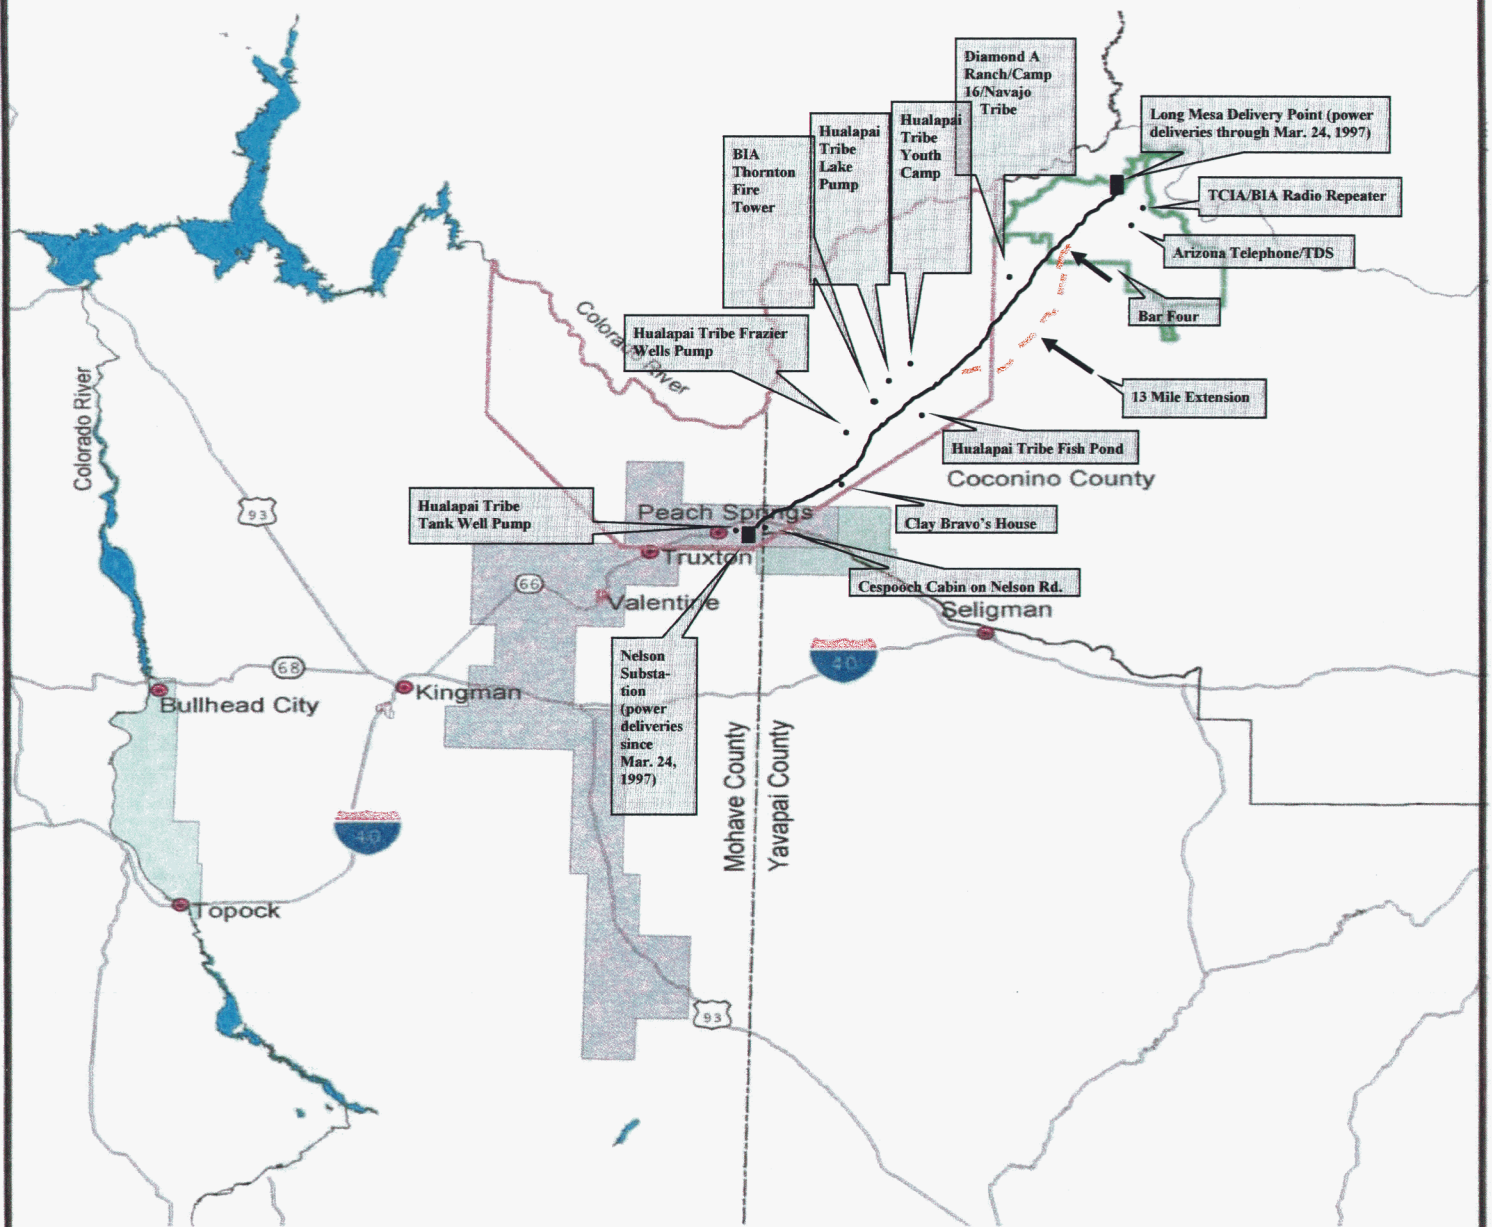 Diamond A
Ranch/Camp
16/Navajo
Tribe
Long Mesa Delivery Point (power
deliveries through Mar. 24, 1997)
Hualapai
Tribe
Youth
Camp
Hualapai
Tribe
Lake
Pump
BIA
Thornton
Fire
Tower
TCIA/BIA Radio Repeater
Arizona Telephone/TDS
Bar Four
Colorado River
Hualapai Tribe Frazier
Wells Pump
13 Mile Extension
Colorado River
Hualapai Tribe Fish Pond
Coconino County
93
Hualapai Tribe
Tank Well Pump
Peach Springs
Clay Bravo's House
Truxton
66
Cespooch Cabin on Nelson Rd.
Valentine
Seligman
68
40
Bullhead City
Kingman
Nelson
Substa-
tion
(power
deliveries
since
Mar. 24,
1997)
Mohave County
Yavapai County
40
Topock
93